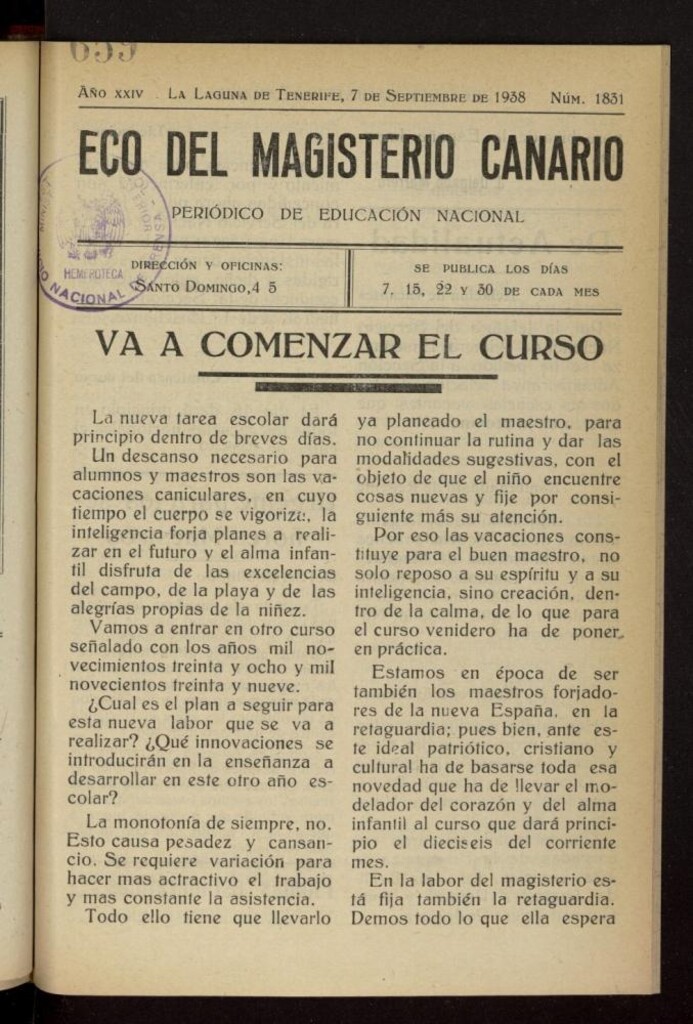 659
AÑO XXIV . LA LAGUNA DE TENERIFE, 7 DE SEPTIEMBRE DE 1938 NÚM. 1831
ECO DEL MAGISTERIO CANARIO
PERIÓDICO DE EDUCACIÓN NACIONAL
HEMEROTECA
NACIONAL
DIRECCIÓN Y OFICINAS:
SANTO DOMINGO,4 5
SE PUBLICA LOS DÍAS
7, 15, 22 Y 30 DE CADA MES
VA A COMENZAR EL CURSO
La nueva tarea escolar dará
principio dentro de breves días.
Un descanso necesario para
alumnos y maestros son las va-
caciones caniculares, en cuyo
tiempo el cuerpo se vigoriza, la
inteligencia forja planes a reali-
zar en el futuro y el alma infan-
til disfruta de las excelencias
del campo, de la playa y de las
alegrías propias de la niñez.
Vamos a entrar en otro curso
señalado con los años mil no-
vecimientos treinta y ocho y mil
novecientos treinta y nueve.
¿Cual es el plan a seguir para
esta nueva labor que se va a
realizar? ¿Qué innovaciones se
introducirán en la enseñanza a
desarrollar en este otro año es-
colar?
La monotonía de siempre, no.
Esto causa pesadez y cansan-
cio. Se requiere variación para
hacer mas actractivo el trabajo
y mas constante la asistencia.
Todo ello tiene que llevarlo
ya planeado el maestro, para
no continuar la rutina y dar las
modalidades sugestivas, con el
objeto de que el niño encuentre
cosas nuevas y fije por consi-
guiente más su atención.
Por eso las vacaciones cons-
tituye para el buen maestro, no
solo reposo a su espíritu y a su
inteligencia, sino creación, den-
tro de la calma, de lo que para
el curso venidero ha de poner
en práctica.
Estamos en época de ser
también los maestros forjado-
res de la nueva España, en la
retaguardia; pues bien, ante es-
te ideal patriótico, cristiano y
cultural ha de basarse toda esa
novedad que ha de llevar el mo-
delador del corazón y del alma
infantil al curso que dará princi-
pio el dieciseis del corriente
mes.
En la labor del magisterio es-
tá fija también la retaguardia.
Demos todo lo que ella espera